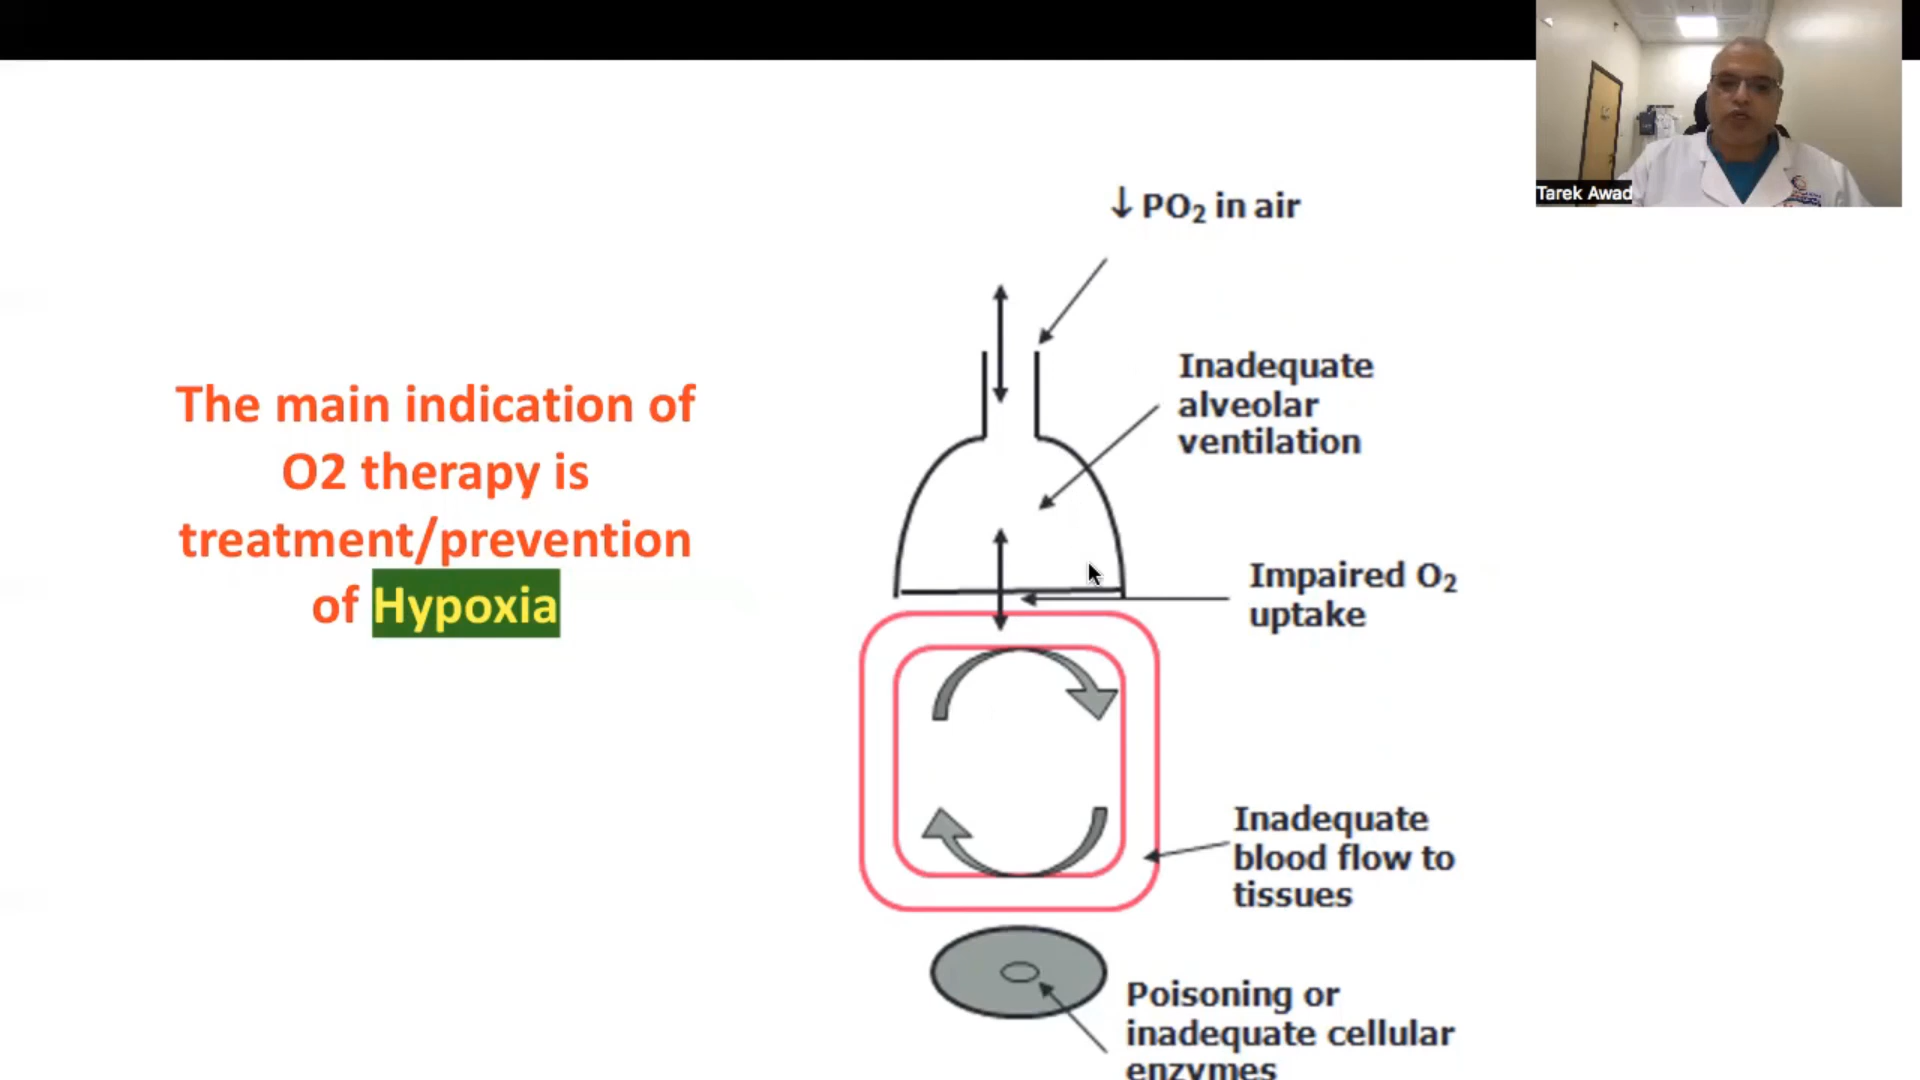 The main indication of
O2 therapy is
treatment/prevention
of Hypoxia
↓ PO₂ in air
Inadequate
alveolar
ventilation
Impaired O₂
uptake
Inadequate
blood flow to
tissues
Poisoning or
inadequate cellular
enzymes
Tarek Awad